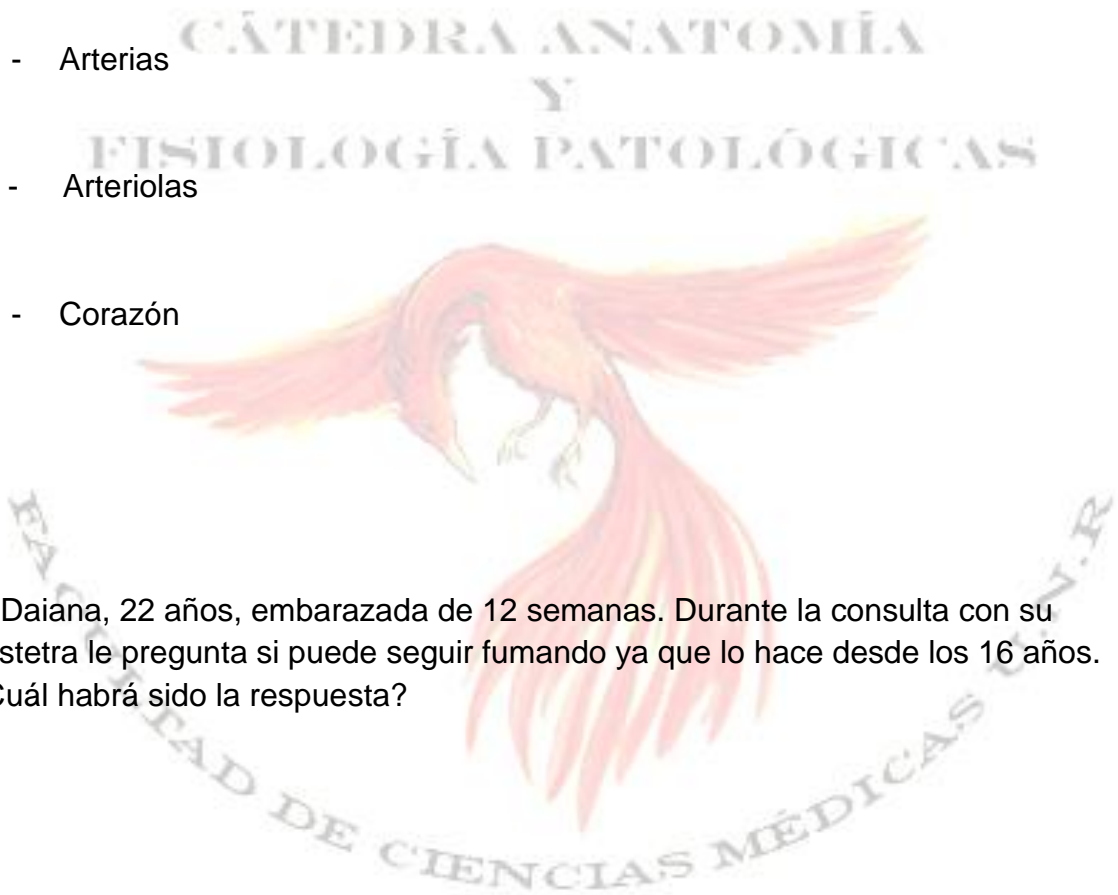 CÁTEDRA ANATOMÍA
- Arterias
Y
FISIOLOGÍA PATOLÓGICAS
- Arteriolas
- Corazón
Daiana, 22 años, embarazada de 12 semanas. Durante la consulta con su
stetra le pregunta si puede seguir fumando ya que lo hace desde los 16 años.
Cuál habrá sido la respuesta?
FACULTAD DE CIENCIAS MÉDICAS U.N.R